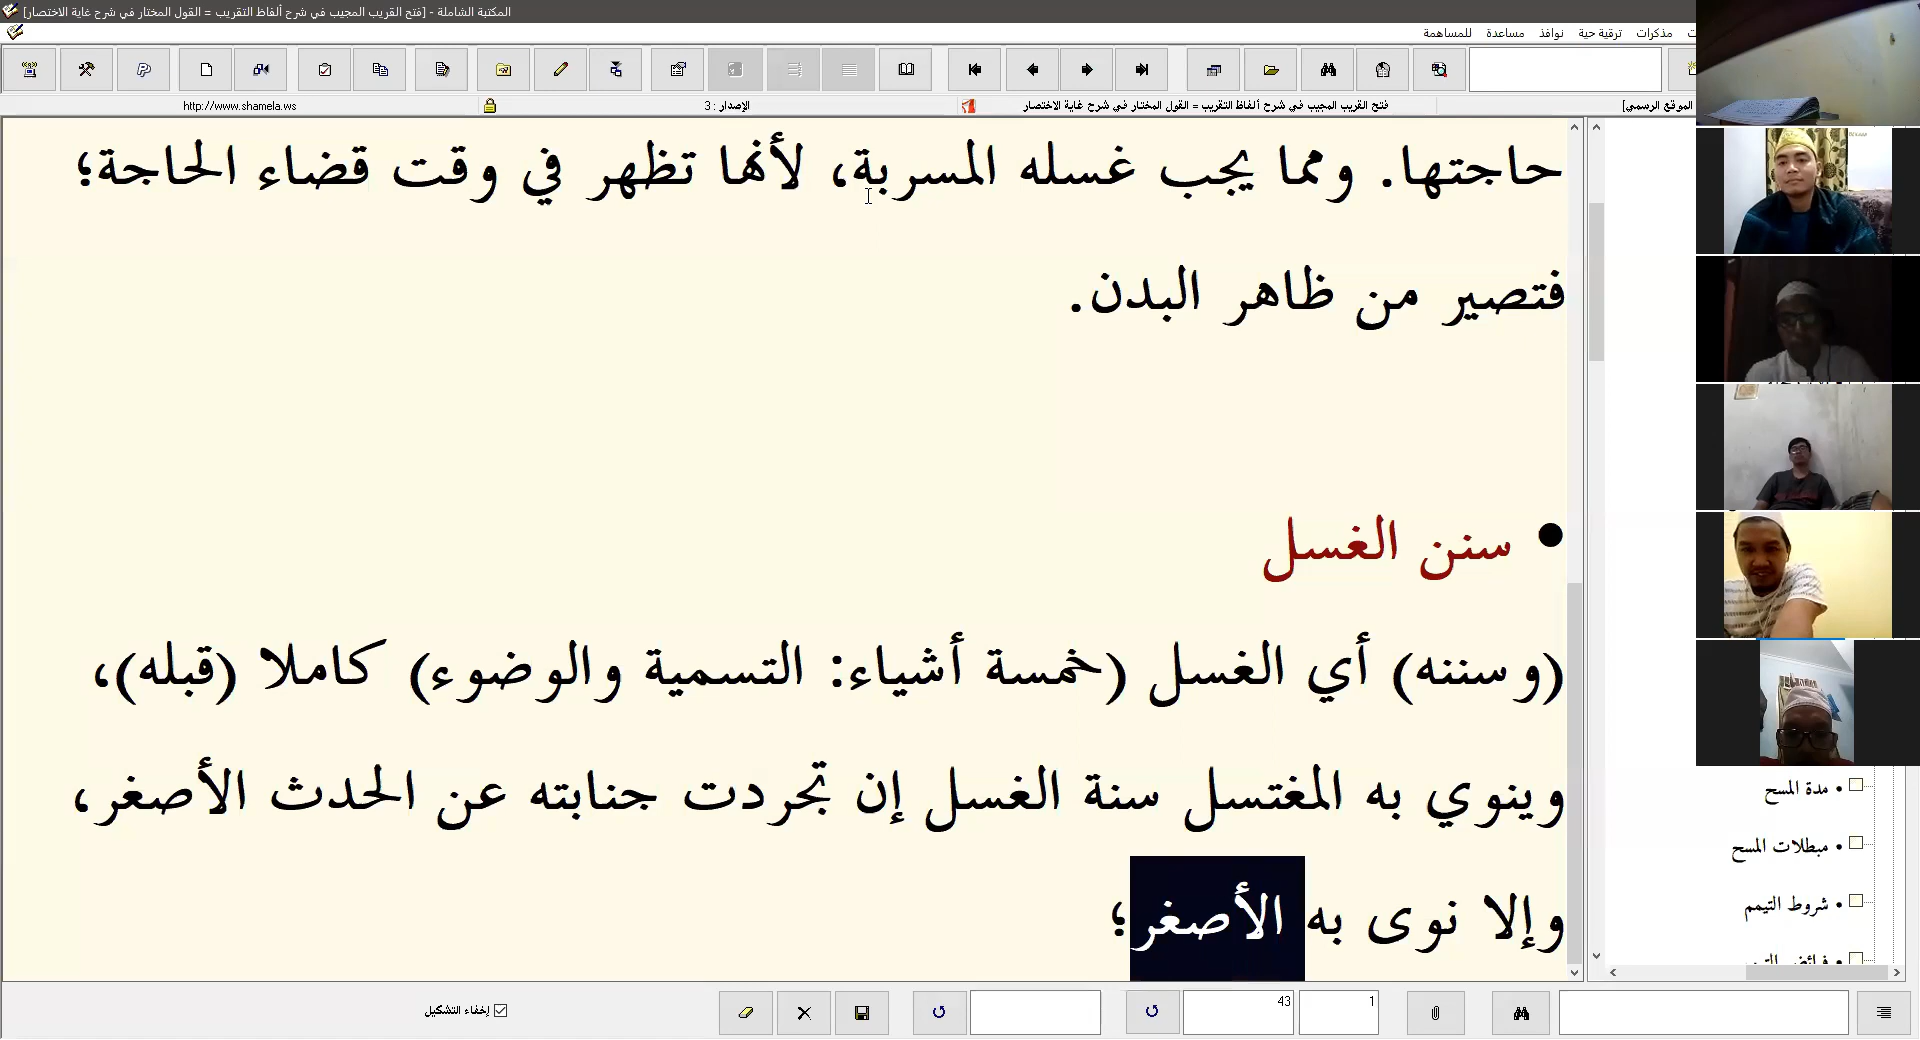 المكتبة الشاملة - [فتح القريب المجيب في شرح ألفاظ التقريب = القول المختار في شرح غاية الاختصار]
مذكرات ترقية حية نوافذ مساعدة للمساهمة
الموقع الرسمي]
فتح القريب المجيب في شرح ألفاظ التقريب = القول المختار في شرح غاية الاختصار
الإصدار : 3
http://www.shamela.ws
حاجتها. ومما يجب غسله المسربة، لأنها تظهر في وقت قضاء الحاجة؛
فتصير من ظاهر البدن.
• سنن الغسل
(وسننه) أي الغسل (خمسة أشياء: التسمية والوضوء) كاملا (قبله)،
وينوي به المغتسل سنة الغسل إن تجردت جنابته عن الحدث الأصغر،
وإلا نوى به الأصغر؛
• مدة المسح
• مبطلات المسح
• شروط التيمم
1
43
إخفاء التشكيل